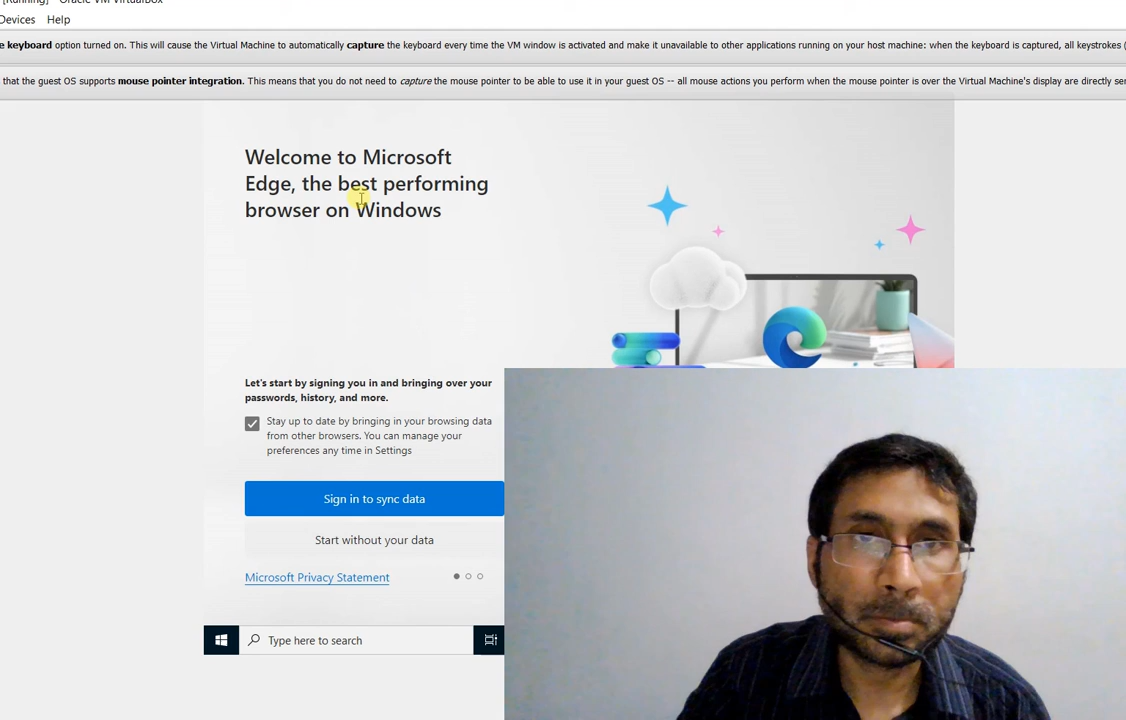 [Running] - Oracle VM VirtualBox
Devices Help
e keyboard option turned on. This will cause the Virtual Machine to automatically capture the keyboard every time the VM window is activated and make it unavailable to other applications running on your host machine: when the keyboard is captured, all keystrokes (
that the guest OS supports mouse pointer integration. This means that you do not need to capture the mouse pointer to be able to use it in your guest OS -- all mouse actions you perform when the mouse pointer is over the Virtual Machine's display are directly ser
Welcome to Microsoft
Edge, the best performing
browser on Windows
Let's start by signing you in and bringing over your
passwords, history, and more.
Stay up to date by bringing in your browsing data
from other browsers. You can manage your
preferences any time in Settings
Sign in to sync data
Start without your data
Microsoft Privacy Statement
Type here to search